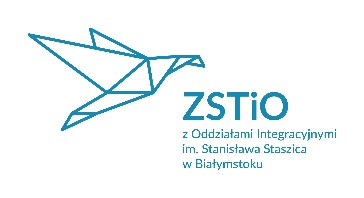 ZSTiO
z Oddziałami Integracyjnymi
im. Stanisława Staszica
w Białymstoku